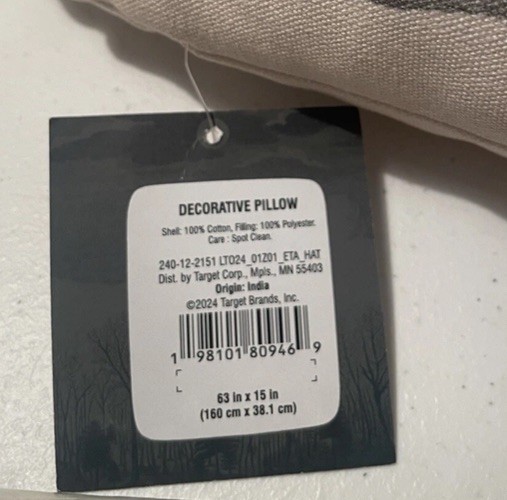 DECORATIVE PILLOW
Shell: 100% Cotton, Filling: 100% Polyester.
Care : Spot Clean.
240-12-2151 LTO24_01Z01_ETA_HAT
Dist. by Target Corp., Mpls., MN 55403
Origin: India
©2024 Target Brands, Inc.
1 98101 80946 9
63 in x 15 in
(160 cm x 38.1 cm)